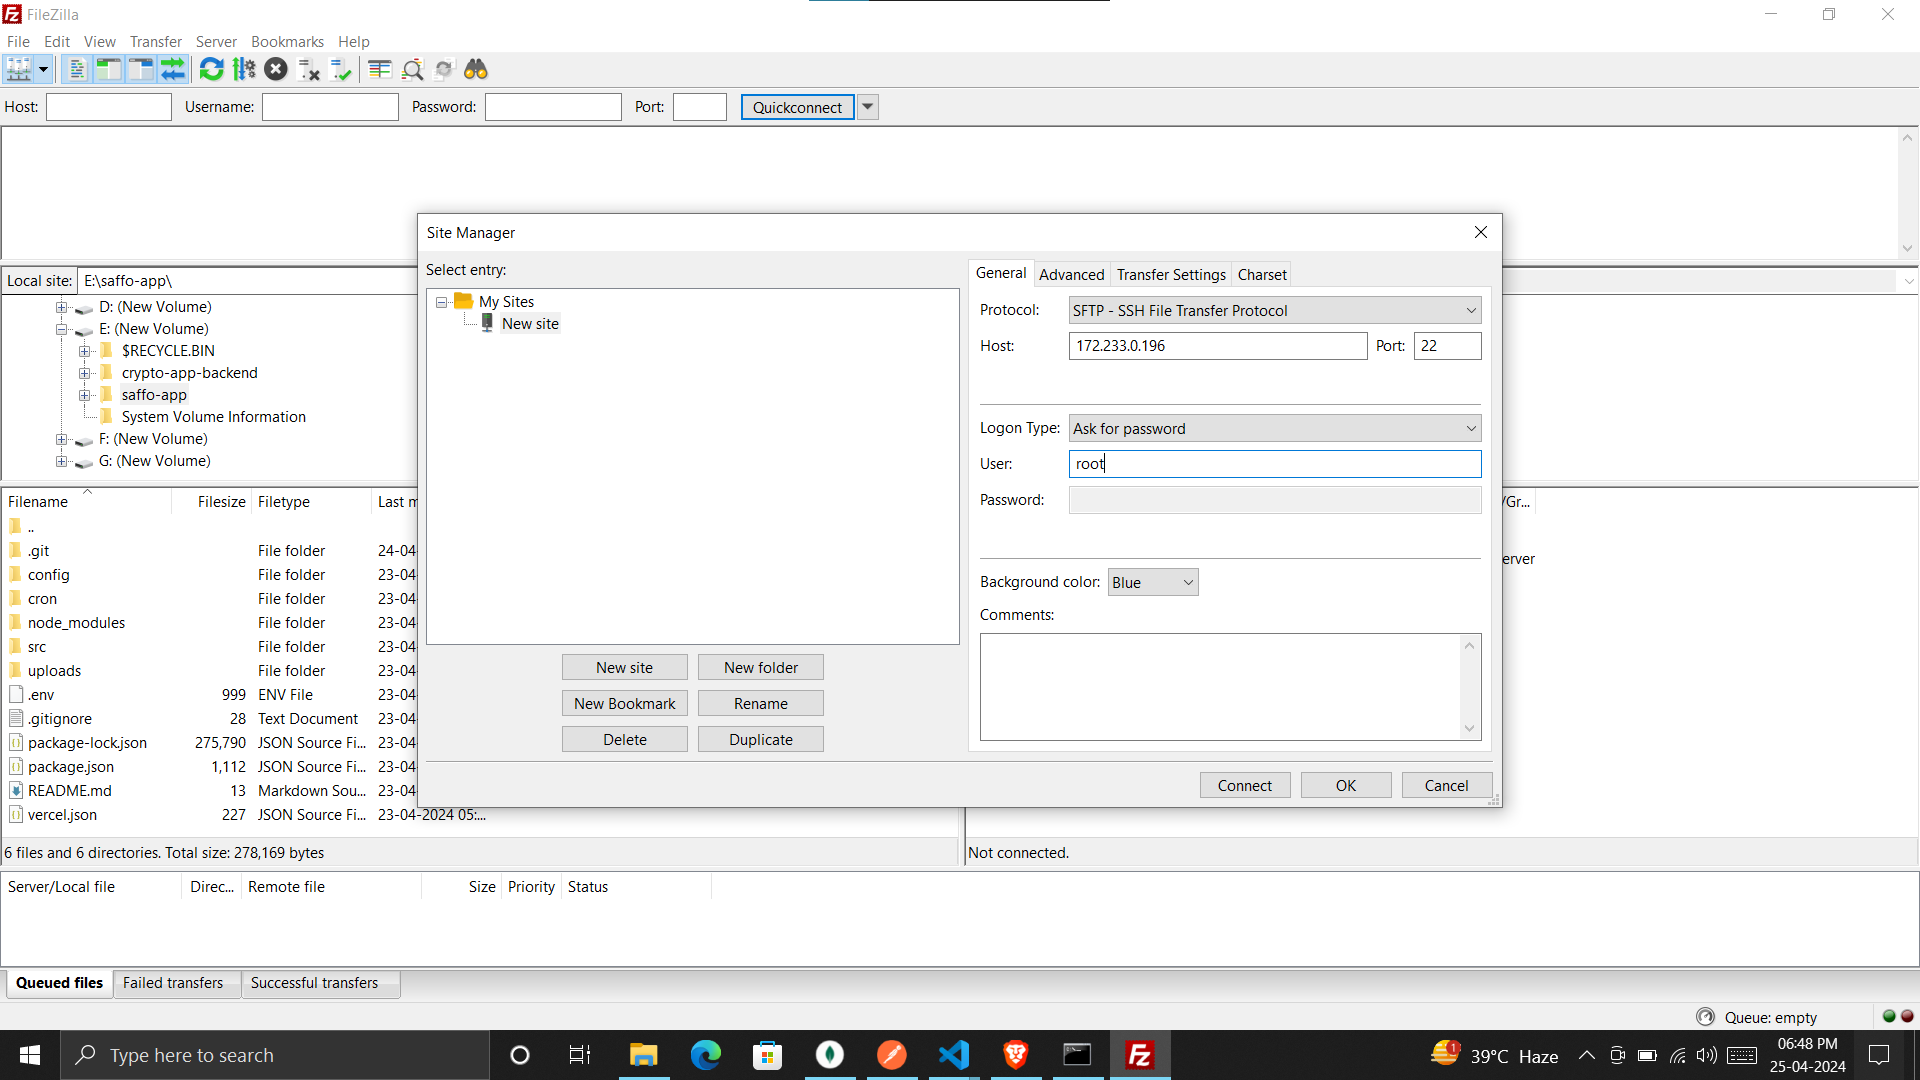 FileZilla
File Edit View Transfer Server Bookmarks Help
Host: Username: Password: Port: Quickconnect
Local site: E:\saffo-app\
D: (New Volume)
E: (New Volume)
$RECYCLE.BIN
crypto-app-backend
saffo-app
System Volume Information
F: (New Volume)
G: (New Volume)
Filename Filesize Filetype Last m
..
.git File folder 24-04
config File folder 23-04
cron File folder 23-04
node_modules File folder 23-04
src File folder 23-04
uploads File folder 23-04
.env 999 ENV File 23-04
.gitignore 28 Text Document 23-04
package-lock.json 275,790 JSON Source Fi... 23-04
package.json 1,112 JSON Source Fi... 23-04
README.md 13 Markdown Sou... 23-04
vercel.json 227 JSON Source Fi... 23-04-2024 05:...
6 files and 6 directories. Total size: 278,169 bytes
Site Manager
Select entry:
My Sites
New site
New site New folder
New Bookmark Rename
Delete Duplicate
General Advanced Transfer Settings Charset
Protocol: SFTP - SSH File Transfer Protocol
Host: 172.233.0.196 Port: 22
Logon Type: Ask for password
User: root
Password:
Background color: Blue
Comments:
Connect OK Cancel
/Gr...
erver
Not connected.
Server/Local file Direc... Remote file Size Priority Status
Queued files Failed transfers Successful transfers
Queue: empty
Type here to search
1
39°C Haze
06:48 PM
25-04-2024